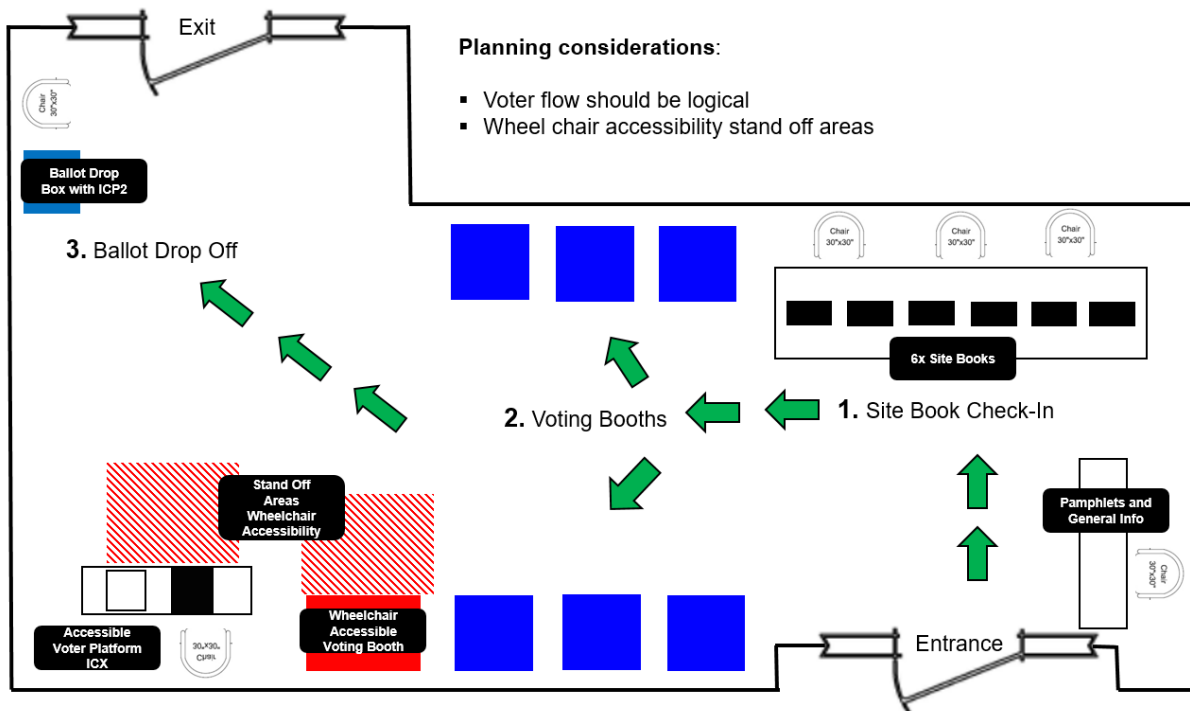 Exit
Planning considerations:
▪ Voter flow should be logical
▪ Wheel chair accessibility stand off areas
Chair
30"x30"
Ballot Drop
Box with ICP2
3. Ballot Drop Off
Chair
30"x30"
Chair
30"x30"
Chair
30"x30"
6x Site Books
2. Voting Booths
1. Site Book Check-In
Stand Off
Areas
Wheelchair
Accessibility
Pamphlets and
General Info
Chair
30"x30"
Accessible
Voter Platform
ICX
Chair
30"x30"
Wheelchair
Accessible
Voting Booth
Entrance